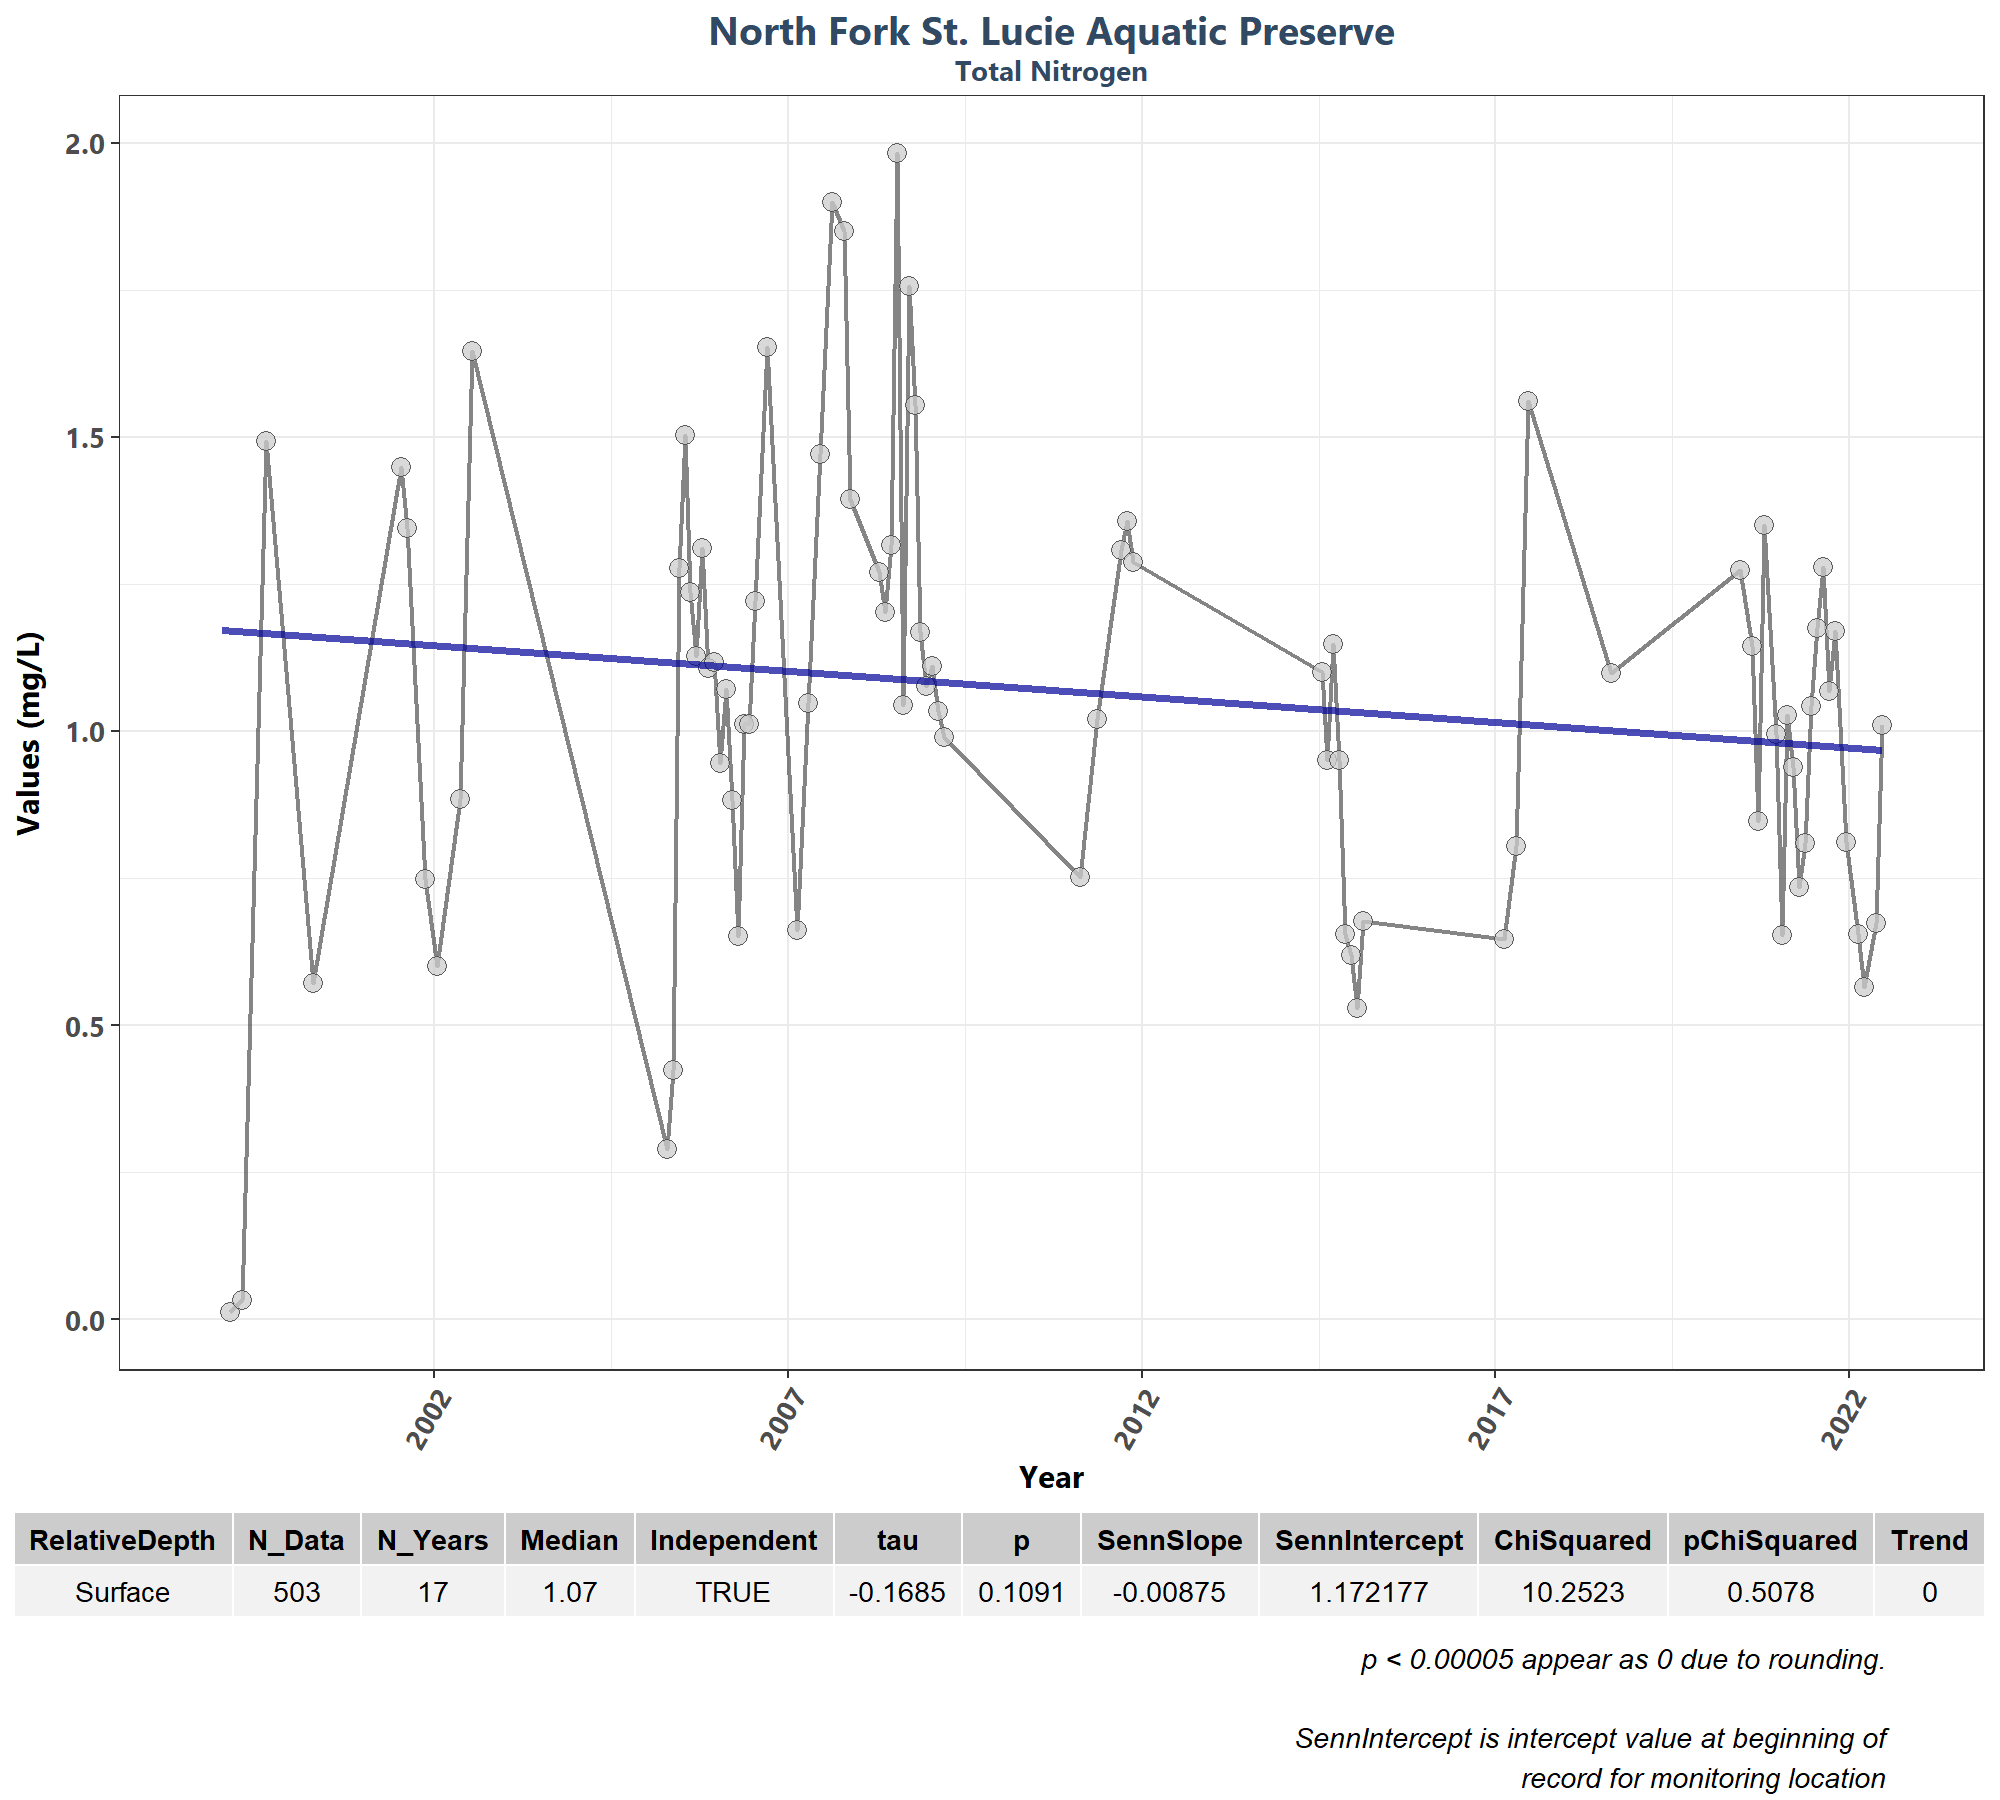 North Fork St. Lucie Aquatic Preserve
Total Nitrogen
Values (mg/L)
2.0
1.5
1.0
0.5
0.0
2002 2007 2012 2017 2022
Year
RelativeDepth N_Data N_Years Median Independent tau p SennSlope SennIntercept ChiSquared pChiSquared Trend
Surface 503 17 1.07 TRUE -0.1685 0.1091 -0.00875 1.172177 10.2523 0.5078 0
p < 0.00005 appear as 0 due to rounding.
SennIntercept is intercept value at beginning of
record for monitoring location